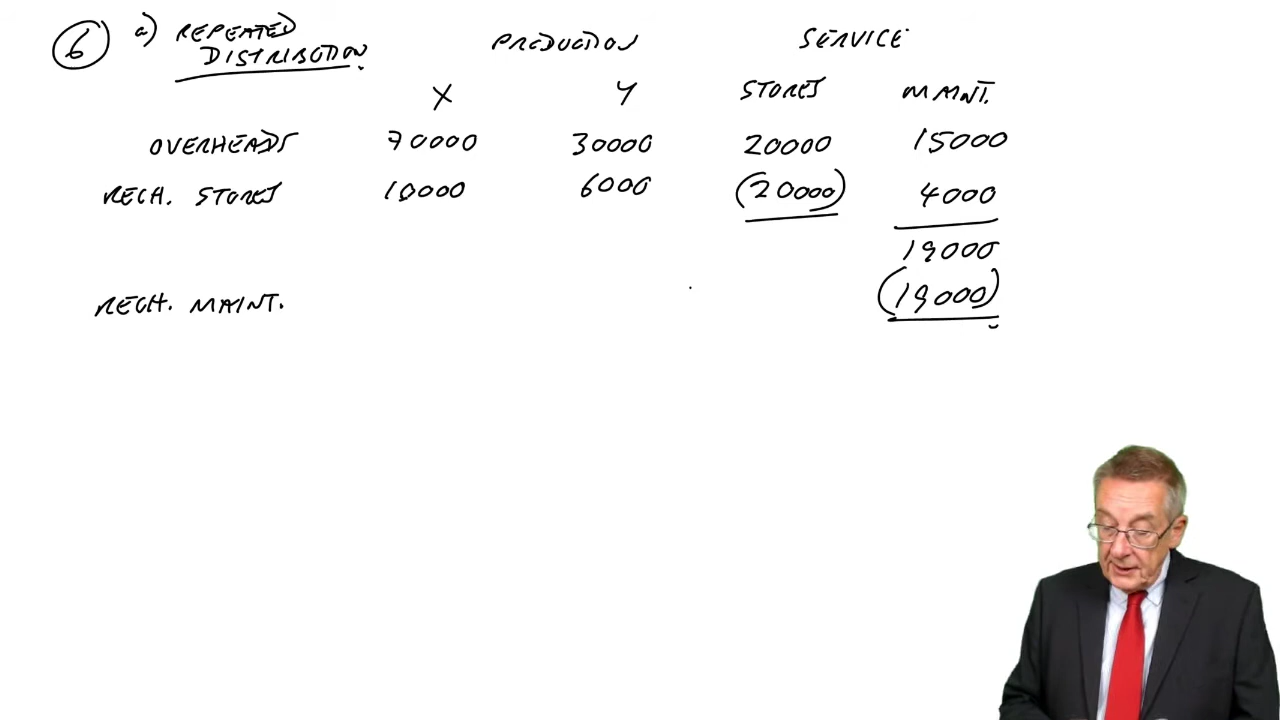 6 a) REPEATED DISTRIBUTION
PRODUCTION SERVICE
X Y STORES MAINT.
OVERHEADS 70000 30000 20000 15000
RECH. STORES 10000 6000 (20000) 4000
19000
RECH. MAINT. (19000)